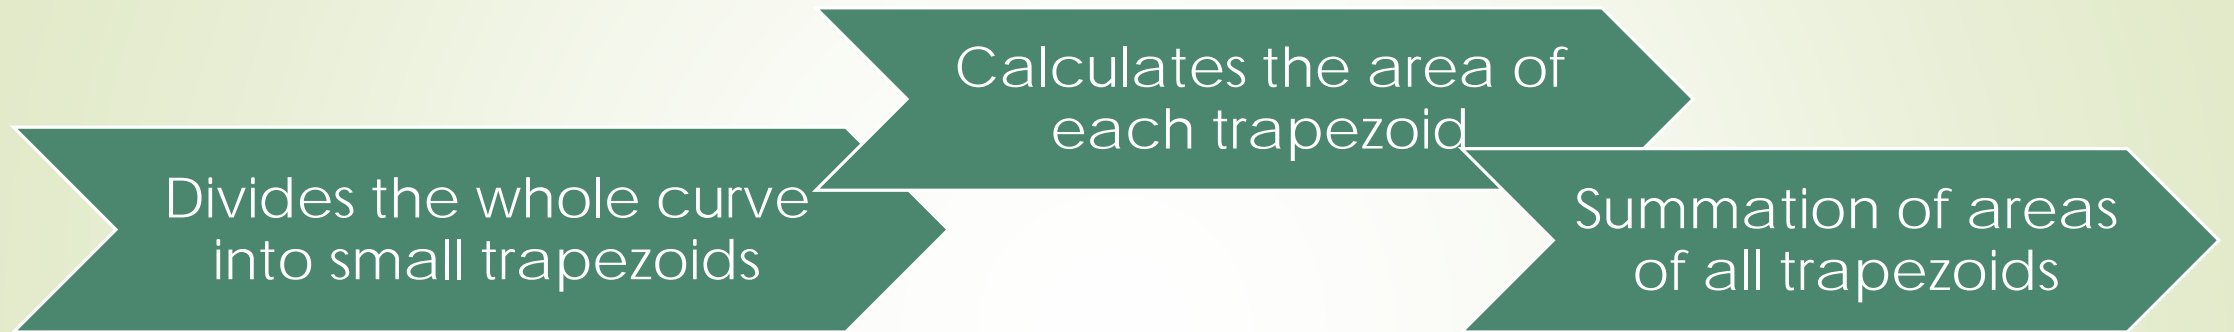 Divides the whole curve
into small trapezoids
Calculates the area of
each trapezoid
Summation of areas
of all trapezoids